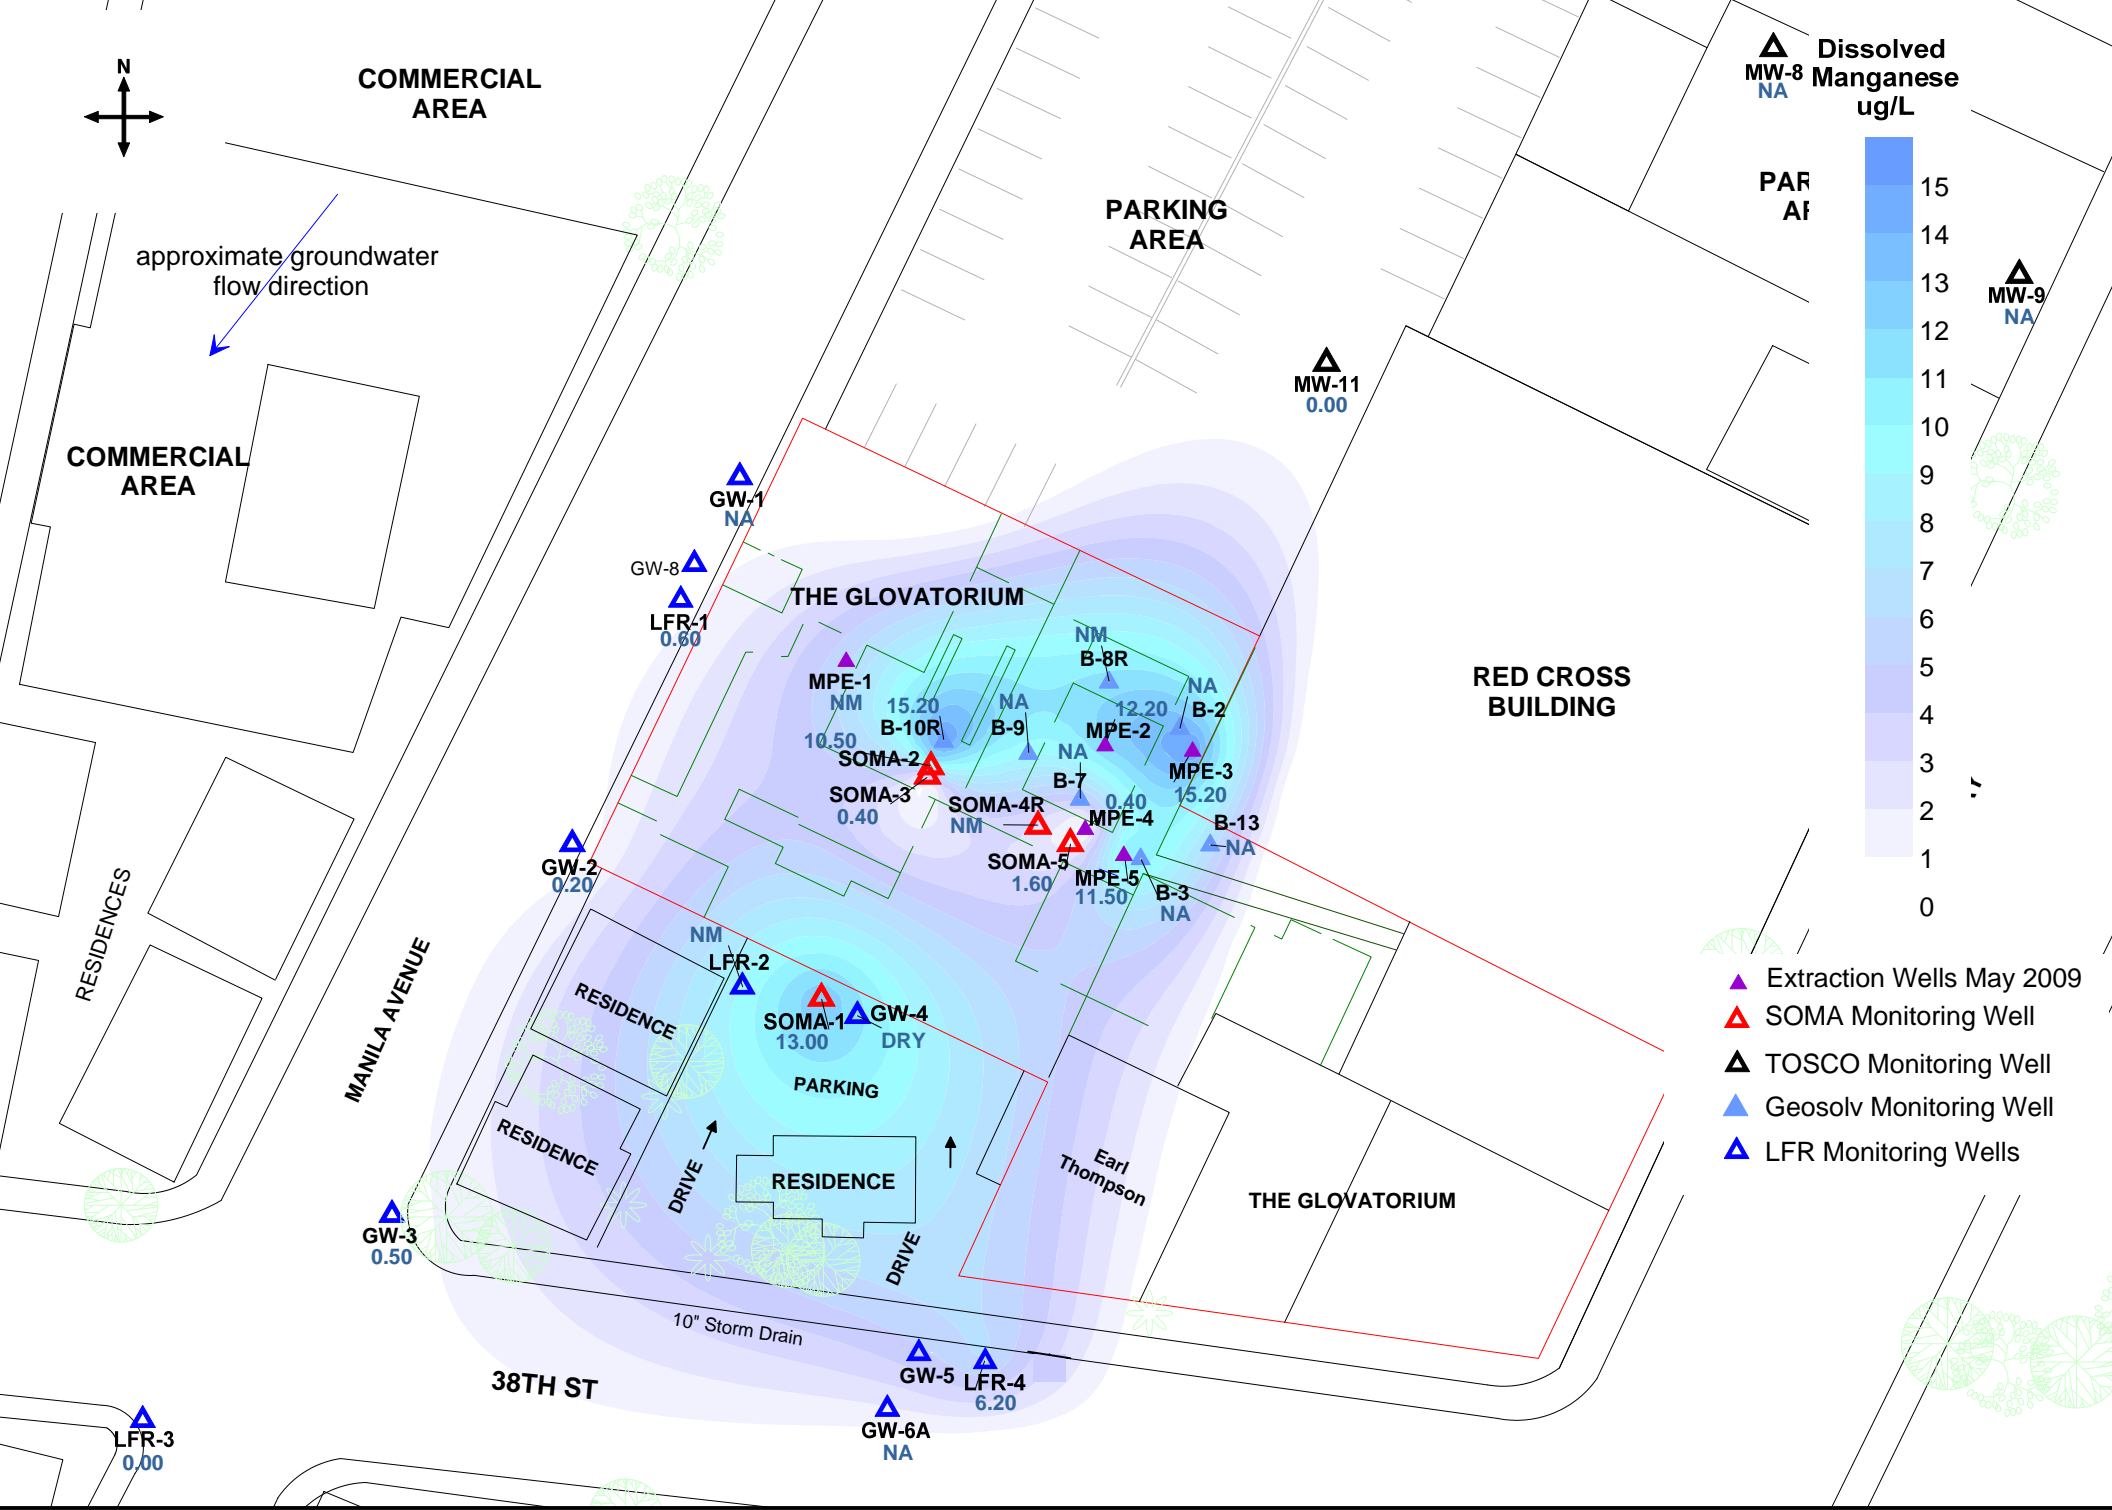 N
COMMERCIAL
AREA
approximate groundwater
flow direction
COMMERCIAL
AREA
PARKING
AREA
MW-8
NA
Dissolved
Manganese
ug/L
15
14
13
12
11
10
9
8
7
6
5
4
3
2
1
0
MW-9
NA
MW-11
0.00
GW-1
NA
GW-8
LFR-1
0.60
THE GLOVATORIUM
MPE-1
NM
15.20
B-10R
10.50
SOMA-2
SOMA-3
0.40
NA
B-9
NM
B-8R
12.20
MPE-2
NA
B-2
MPE-3
15.20
NA
B-7
0.40
MPE-4
SOMA-4R
NM
SOMA-5
1.60
MPE-5
11.50
B-3
NA
B-13
NA
RED CROSS
BUILDING
GW-2
0.20
RESIDENCES
MANILA AVENUE
NM
LFR-2
RESIDENCE
SOMA-1
13.00
GW-4
DRY
PARKING
RESIDENCE
DRIVE
RESIDENCE
DRIVE
Earl
Thompson
THE GLOVATORIUM
GW-3
0.50
10" Storm Drain
38TH ST
GW-5
LFR-4
6.20
GW-6A
NA
LFR-3
0.00
Extraction Wells May 2009
SOMA Monitoring Well
TOSCO Monitoring Well
Geosolv Monitoring Well
LFR Monitoring Wells